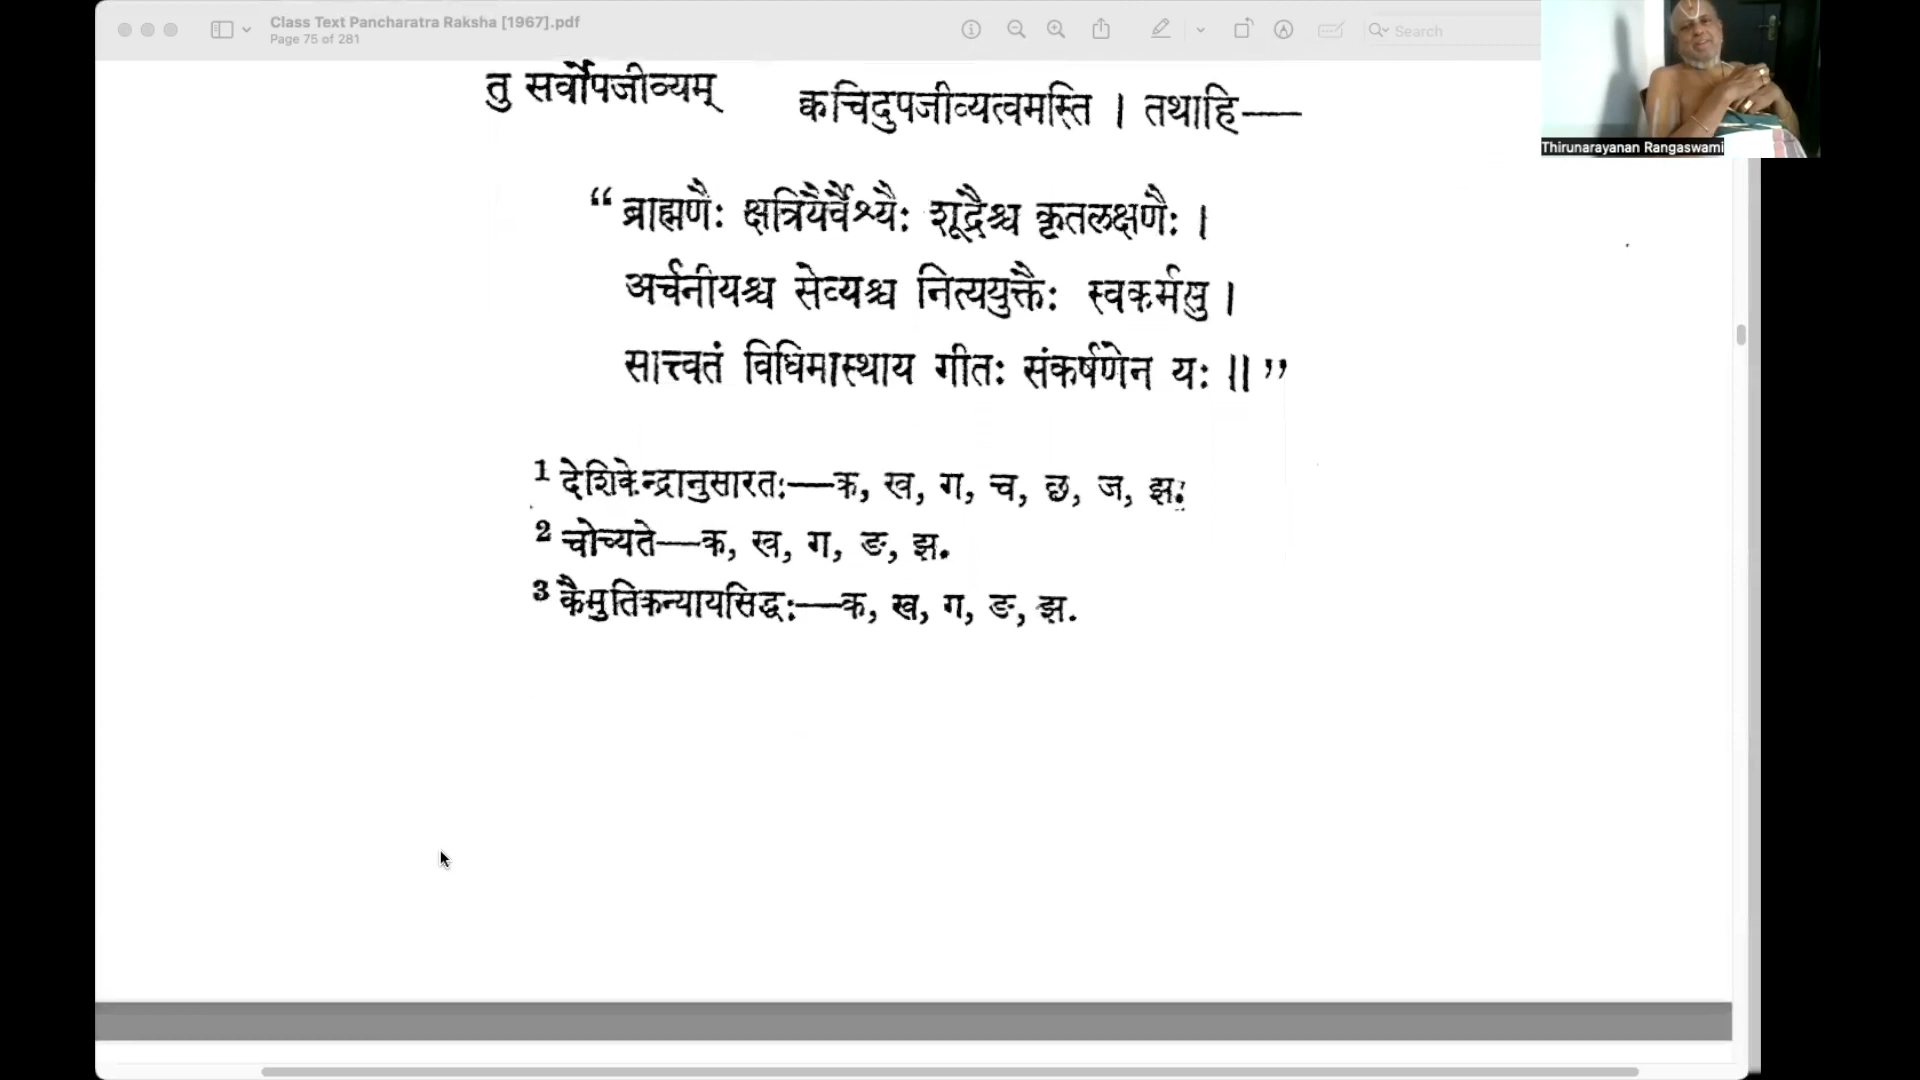 Class Text Pancharatra Raksha [1967].pdf
Page 75 of 281
Search
Thirunarayanan Rangaswami
तु सर्वोपजीव्यम् क्वचिदुपजीव्यत्वमस्ति । तथाहि—
“ ब्राह्मणैः क्षत्रियैर्वैश्यैः शूद्रैश्च कृतलक्षणैः ।
अर्चनीयश्च सेव्यश्च नित्ययुक्तैः स्वकर्मसु ।
सात्त्वतं विधिमास्थाय गीतः संकर्षणेन यः ॥ ”
1 देशिकेन्द्रानुसारतः—क, ख, ग, च, छ, ज, झ.
2 चोच्यते—क, ख, ग, ङ, झ.
3 कैमुतिकन्यायसिद्धः—क, ख, ग, ङ, झ.